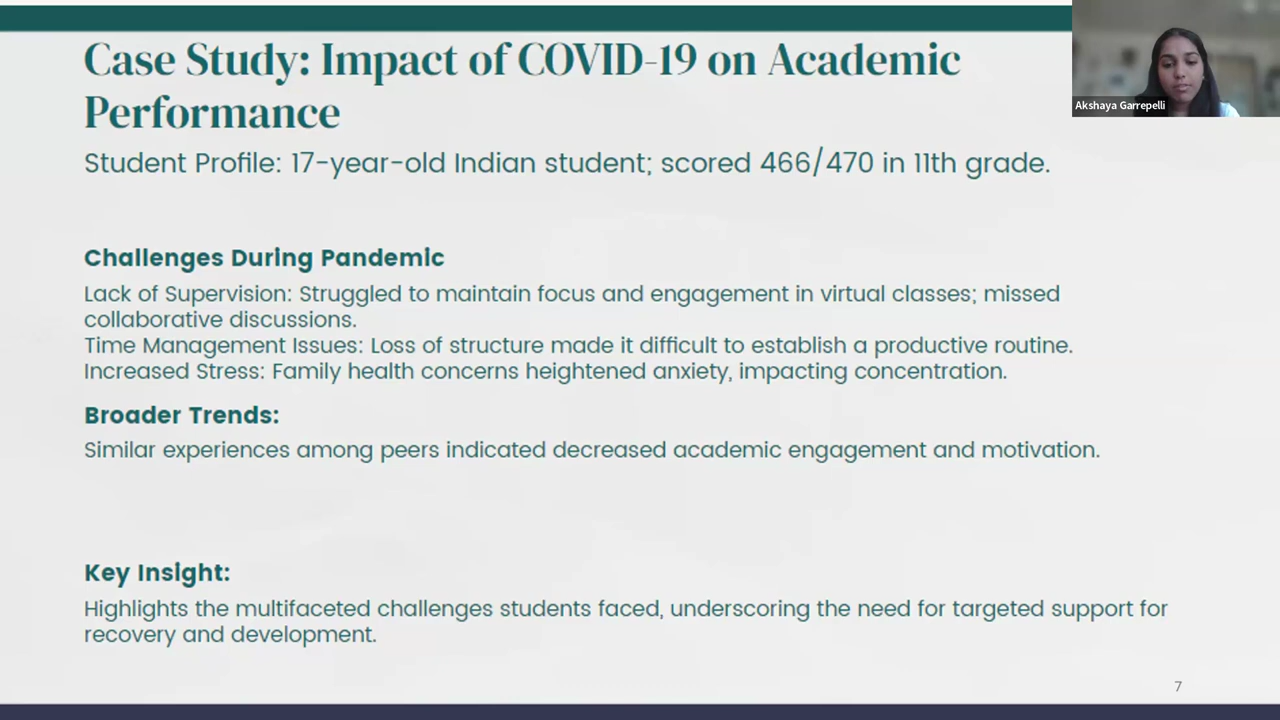 Case Study: Impact of COVID-19 on Academic
Performance
Akshaya Garrepelli
Student Profile: 17-year-old Indian student; scored 466/470 in 11th grade.
Challenges During Pandemic
Lack of Supervision: Struggled to maintain focus and engagement in virtual classes; missed
collaborative discussions.
Time Management Issues: Loss of structure made it difficult to establish a productive routine.
Increased Stress: Family health concerns heightened anxiety, impacting concentration.
Broader Trends:
Similar experiences among peers indicated decreased academic engagement and motivation.
Key Insight:
Highlights the multifaceted challenges students faced, underscoring the need for targeted support for
recovery and development.
7